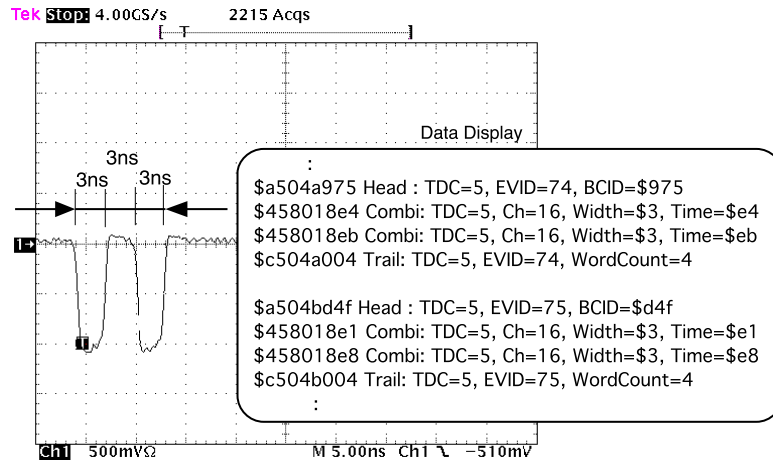 Tek Stop: 4.00GS/s 2215 Acqs
T
Data Display
3ns
3ns 3ns
:
$a504a975 Head : TDC=5, EVID=74, BCID=$975
$458018e4 Combi: TDC=5, Ch=16, Width=$3, Time=$e4
$458018eb Combi: TDC=5, Ch=16, Width=$3, Time=$eb
$c504a004 Trail: TDC=5, EVID=74, WordCount=4
$a504bd4f Head : TDC=5, EVID=75, BCID=$d4f
$458018e1 Combi: TDC=5, Ch=16, Width=$3, Time=$e1
$458018e8 Combi: TDC=5, Ch=16, Width=$3, Time=$e8
$c504b004 Trail: TDC=5, EVID=75, WordCount=4
:
1→
T
Ch1 500mVΩ M 5.00ns Ch1 ⅂ -510mV